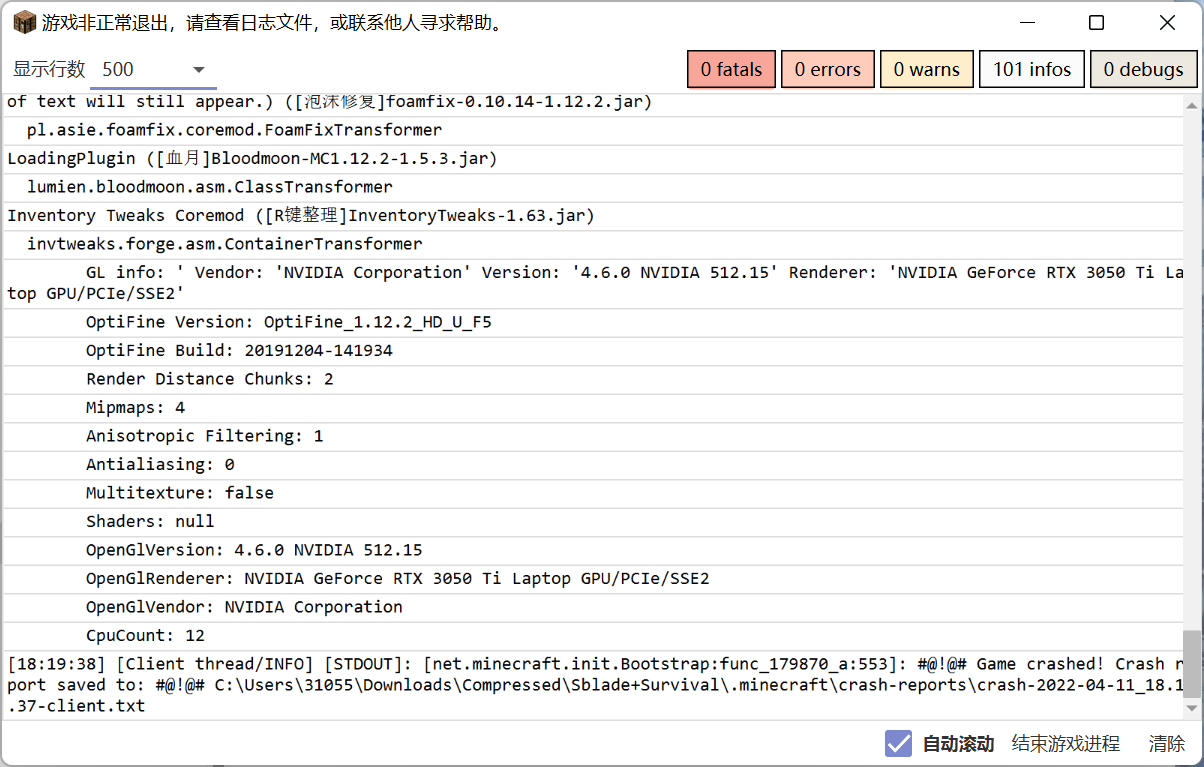 游戏非正常退出，请查看日志文件，或联系他人寻求帮助。
显示行数 500 0 fatals 0 errors 0 warns 101 infos 0 debugs
of text will still appear.) ([泡沫修复]foamfix-0.10.14-1.12.2.jar)
pl.asie.foamfix.coremod.FoamFixTransformer
LoadingPlugin ([血月]Bloodmoon-MC1.12.2-1.5.3.jar)
lumien.bloodmoon.asm.ClassTransformer
Inventory Tweaks Coremod ([R键整理]InventoryTweaks-1.63.jar)
invtweaks.forge.asm.ContainerTransformer
GL info: ' Vendor: 'NVIDIA Corporation' Version: '4.6.0 NVIDIA 512.15' Renderer: 'NVIDIA GeForce RTX 3050 Ti La
top GPU/PCIe/SSE2'
OptiFine Version: OptiFine_1.12.2_HD_U_F5
OptiFine Build: 20191204-141934
Render Distance Chunks: 2
Mipmaps: 4
Anisotropic Filtering: 1
Antialiasing: 0
Multitexture: false
Shaders: null
OpenGlVersion: 4.6.0 NVIDIA 512.15
OpenGlRenderer: NVIDIA GeForce RTX 3050 Ti Laptop GPU/PCIe/SSE2
OpenGlVendor: NVIDIA Corporation
CpuCount: 12
[18:19:38] [Client thread/INFO] [STDOUT]: [net.minecraft.init.Bootstrap:func_179870_a:553]: #@!@# Game crashed! Crash r
port saved to: #@!@# C:\Users\31055\Downloads\Compressed\Sblade+Survival\.minecraft\crash-reports\crash-2022-04-11_18.1
.37-client.txt
自动滚动 结束游戏进程 清除